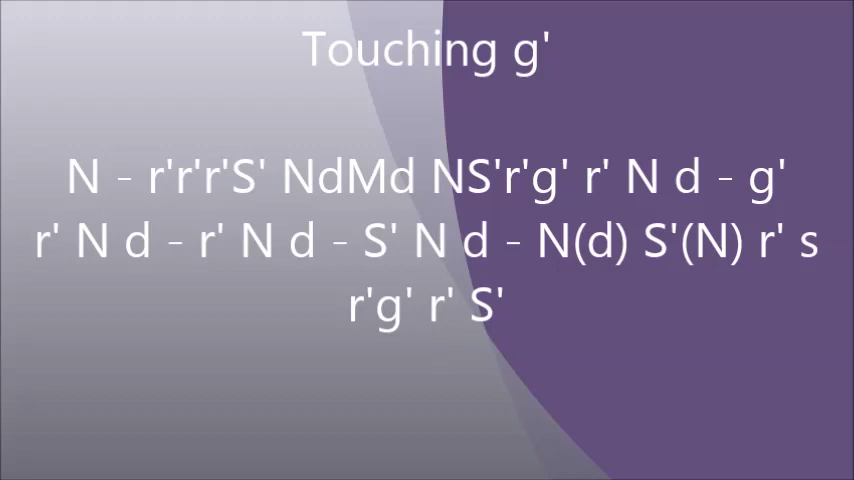 Touching g'
N - r'r'r'S' NdMd NS'r'g' r' N d - g'
r' N d - r' N d - S' N d - N(d) S'(N) r' s
r'g' r' S'